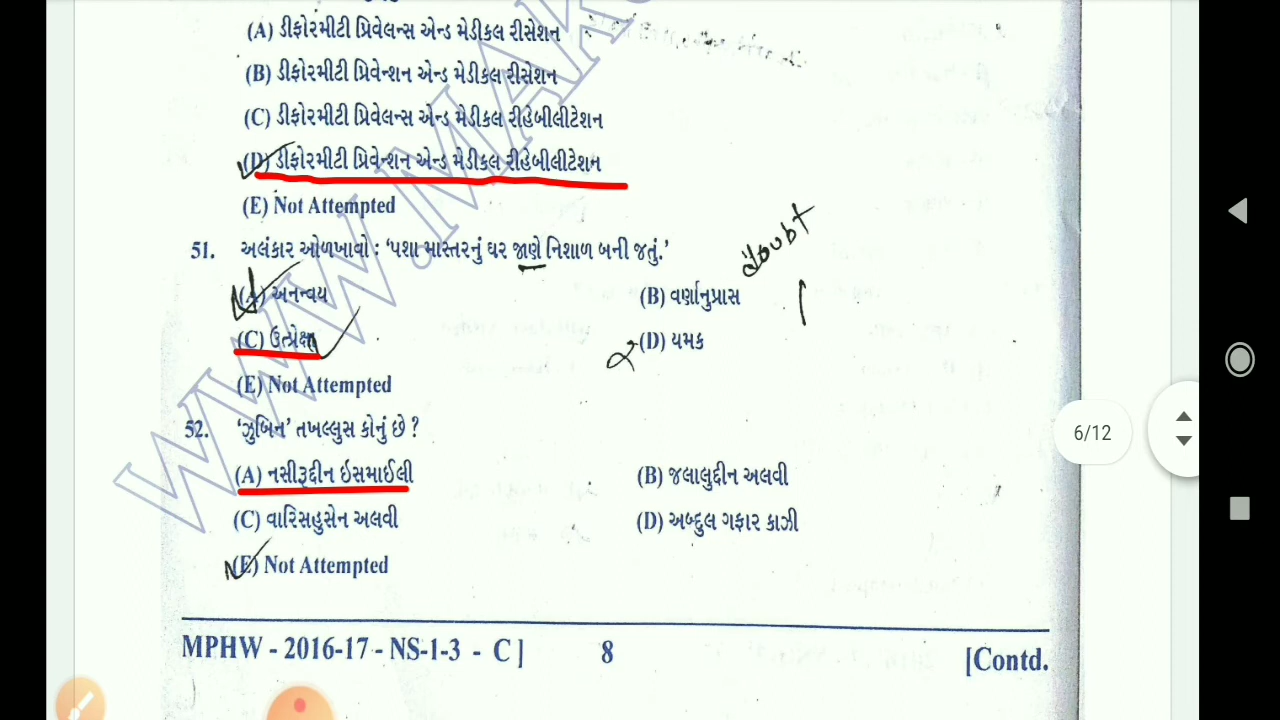 (A) ડીફોરમીટી પ્રિવેલન્સ એન્ડ મેડીકલ રીસેશન
(B) ડીફોરમીટી પ્રિવેન્શન એન્ડ મેડીકલ રીસેશન
(C) ડીફોરમીટી પ્રિવેલન્સ એન્ડ મેડીકલ રીહેબીલીટેશન
(D) ડીફોરમીટી પ્રિવેન્શન એન્ડ મેડીકલ રીહેબીલીટેશન
(E) Not Attempted
51. અલંકાર ઓળખાવો : 'પશા માસ્તરનું ઘર જાણે નિશાળ બની જતું.'
doubt
(A) અનન્વય (B) વર્ણાનુપ્રાસ
(C) ઉત્પ્રેક્ષા (D) યમક
(E) Not Attempted
52. 'ઝુબિન' તખલ્લુસ કોનું છે ?
(A) નસીરૂદ્દીન ઇસમાઈલી (B) જલાલુદ્દીન અલવી
(C) વારિસહુસેન અલવી (D) અબ્દુલ ગફાર કાઝી
(E) Not Attempted
6/12
MPHW - 2016-17 - NS-1-3 - C ] 8 [Contd.
WWW.MAK